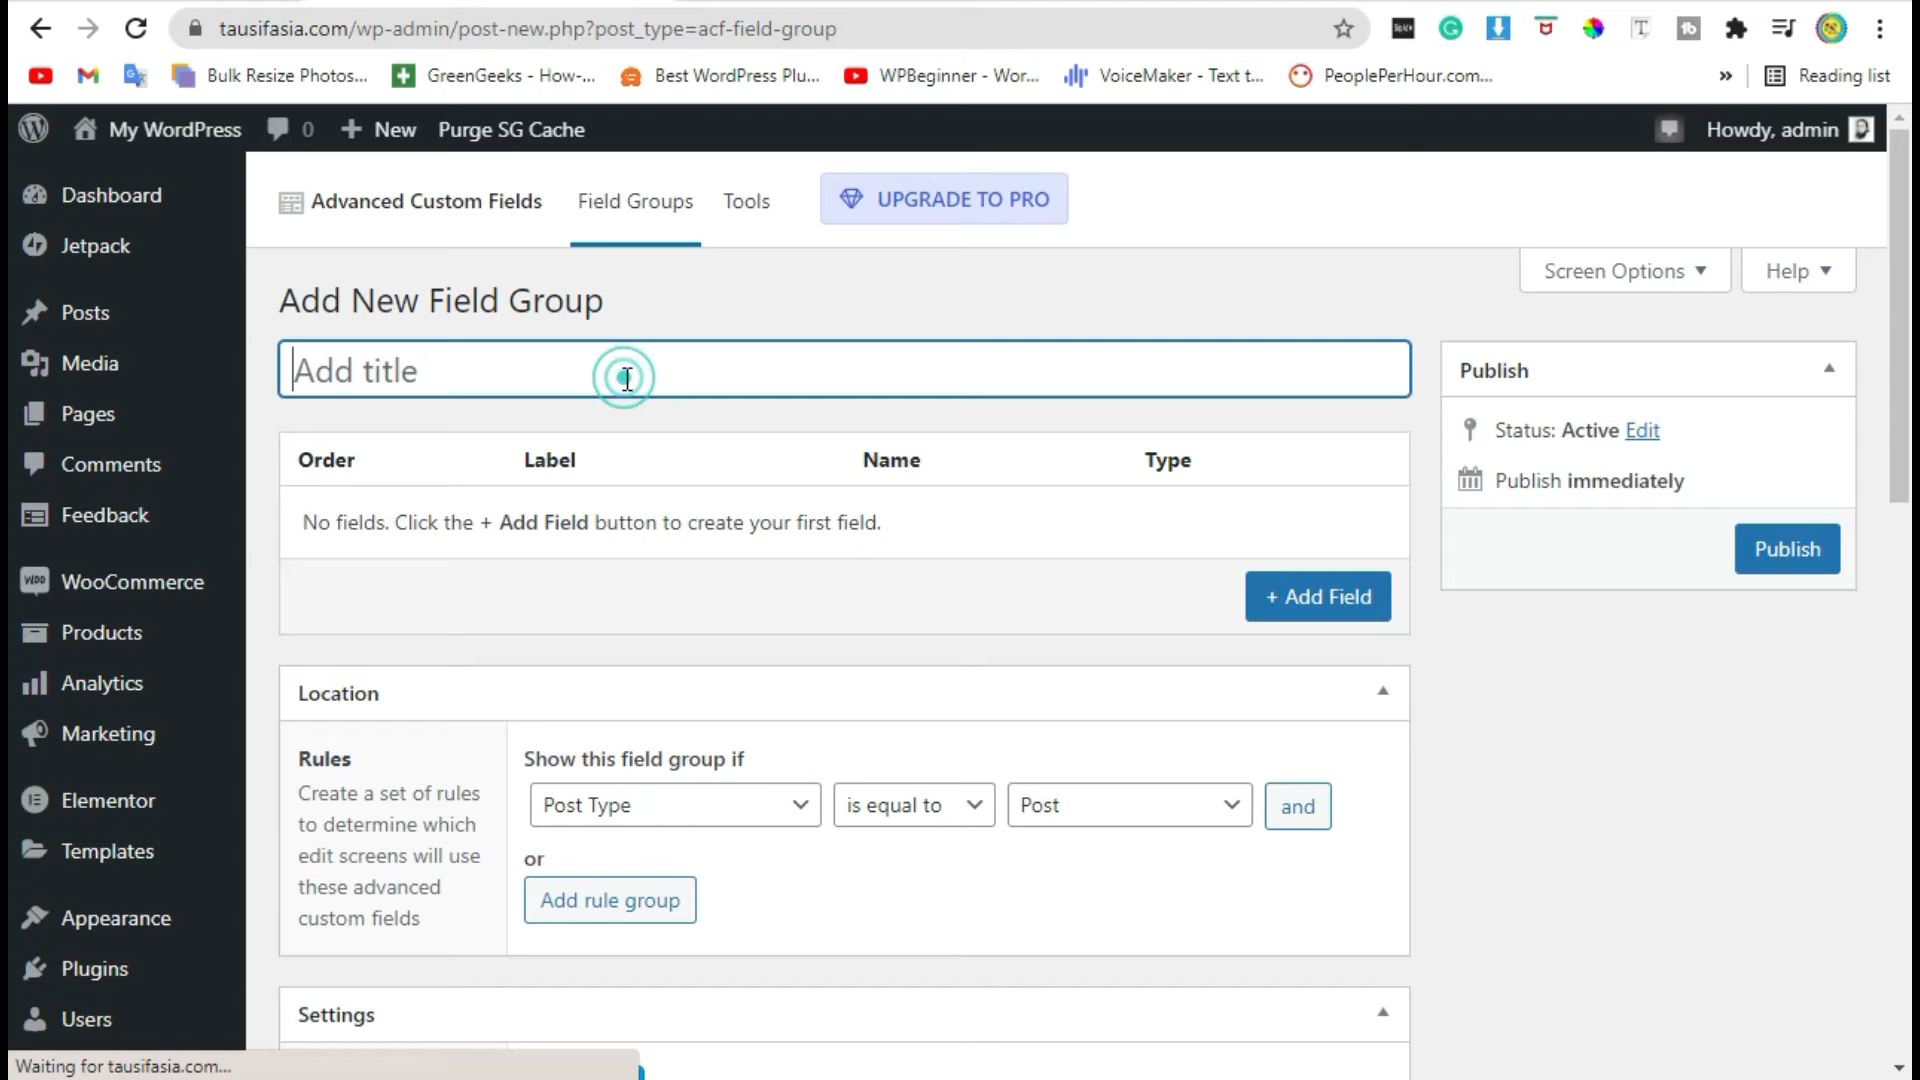 tausifasia.com/wp-admin/post-new.php?post_type=acf-field-group
Bulk Resize Photos... GreenGeeks - How-... Best WordPress Plu... WPBeginner - Wor... VoiceMaker - Text t... PeoplePerHour.com... » Reading list
My WordPress 0 + New Purge SG Cache Howdy, admin
Dashboard
Jetpack
Posts
Media
Pages
Comments
Feedback
WooCommerce
Products
Analytics
Marketing
Elementor
Templates
Appearance
Plugins
Users
Advanced Custom Fields Field Groups Tools UPGRADE TO PRO
Screen Options Help
Add New Field Group
Add title
Order Label Name Type
No fields. Click the + Add Field button to create your first field.
+ Add Field
Publish
Status: Active Edit
Publish immediately
Publish
Location
Rules
Create a set of rules
to determine which
edit screens will use
these advanced
custom fields
Show this field group if
Post Type is equal to Post and
or
Add rule group
Settings
Waiting for tausifasia.com...